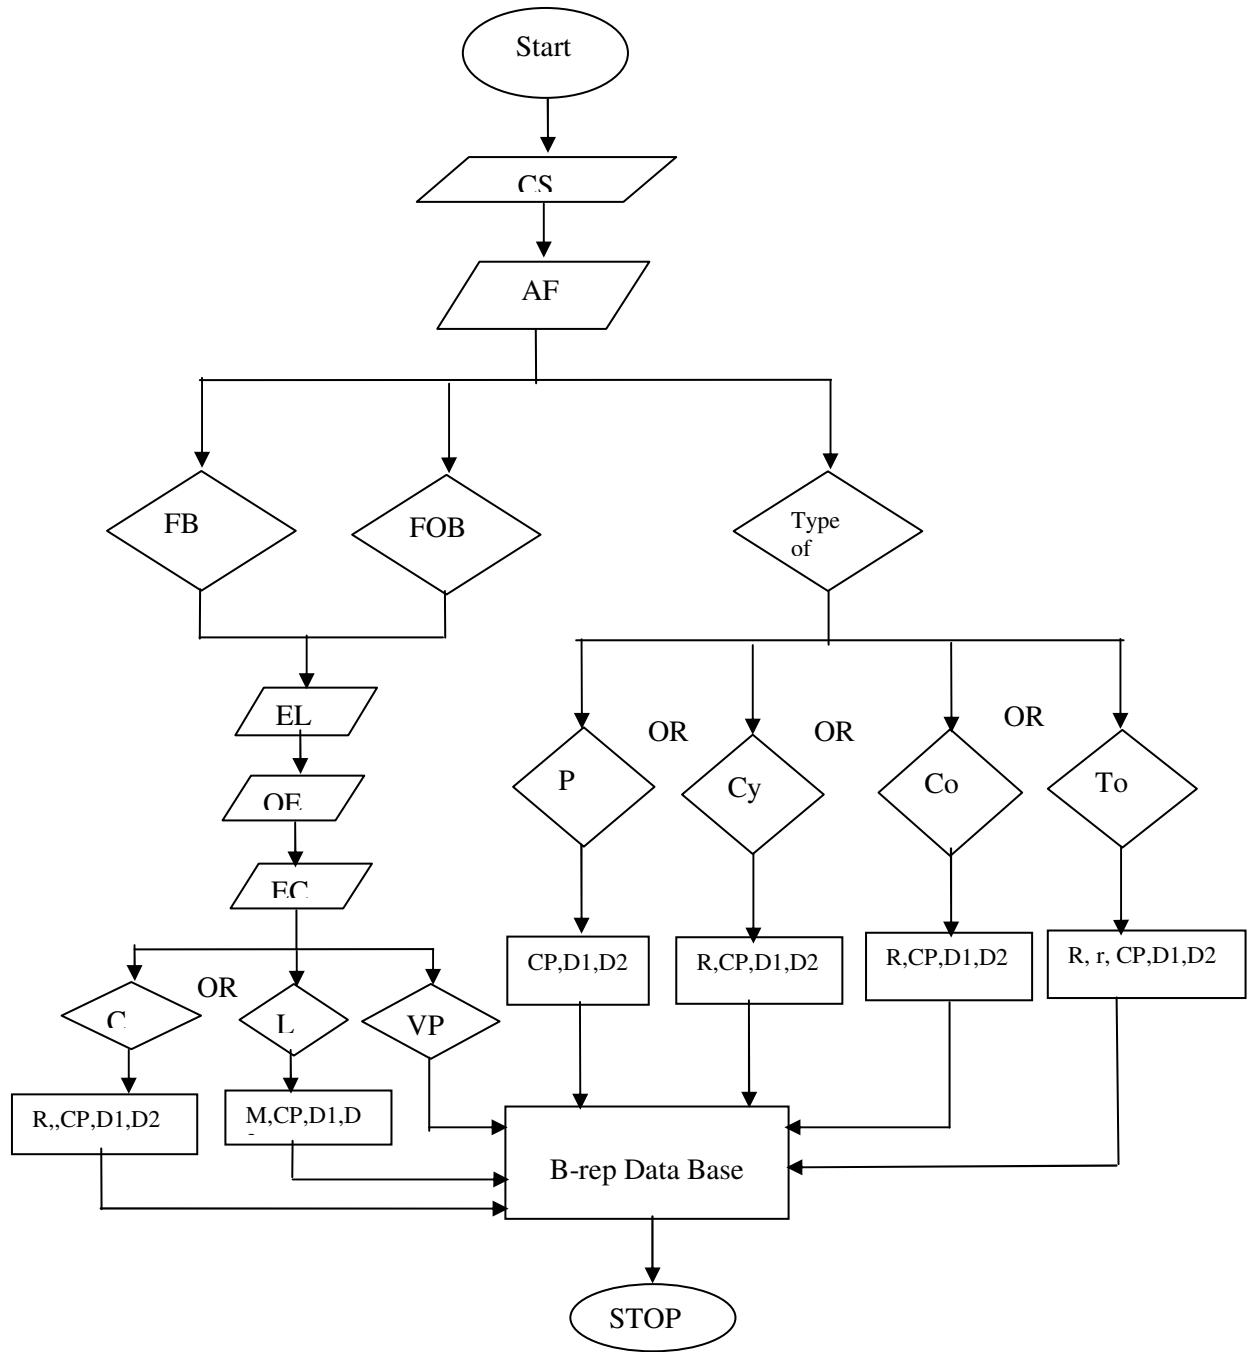 Start
CS
AF
FB
FOB
Type
of
EL
OE
EC
OR
OR
OR
P
Cy
Co
To
CP,D1,D2
R,CP,D1,D2
R,CP,D1,D2
R, r, CP,D1,D2
OR
C
L
VP
R,,CP,D1,D2
M,CP,D1,D
B-rep Data Base
STOP